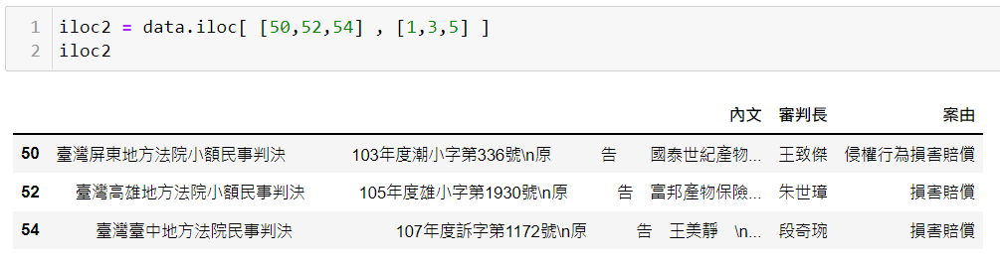 1 iloc2 = data.iloc[ [50,52,54] , [1,3,5] ]
2 iloc2
內文 審判長 案由
50 臺灣屏東地方法院小額民事判決 103年度潮小字第336號\n原 告 國泰世紀產物... 王致傑 侵權行為損害賠償
52 臺灣高雄地方法院小額民事判決 105年度雄小字第1930號\n原 告 富邦產物保險... 朱世璋 損害賠償
54 臺灣臺中地方法院民事判決 107年度訴字第1172號\n原 告 王美靜 \n... 段奇琬 損害賠償